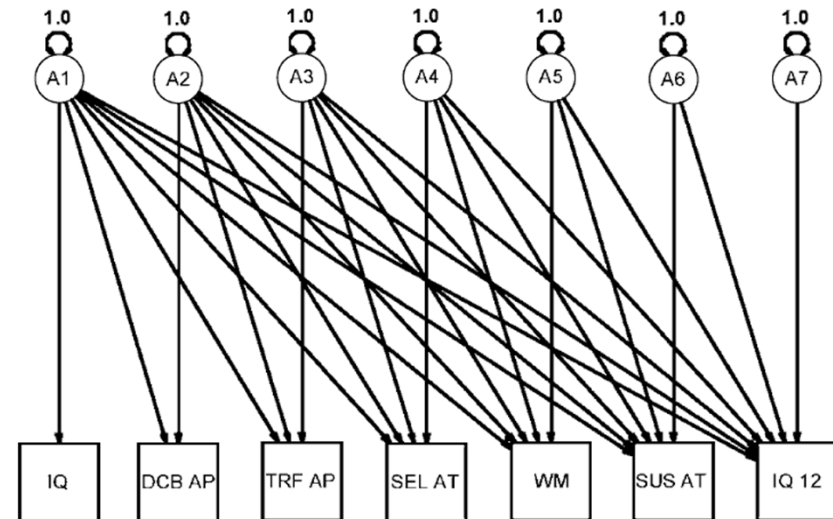 1.0 1.0 1.0 1.0 1.0 1.0 1.0
A1 A2 A3 A4 A5 A6 A7
IQ DCB AP TRF AP SEL AT WM SUS AT IQ 12